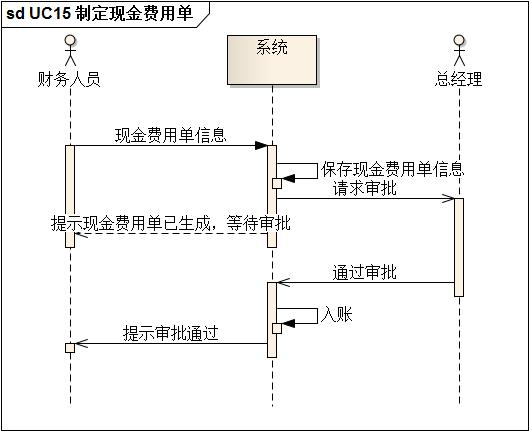 sd UC15 制定现金费用单
财务人员
系统
总经理
现金费用单信息
保存现金费用单信息
请求审批
提示现金费用单已生成，等待审批
通过审批
入账
提示审批通过